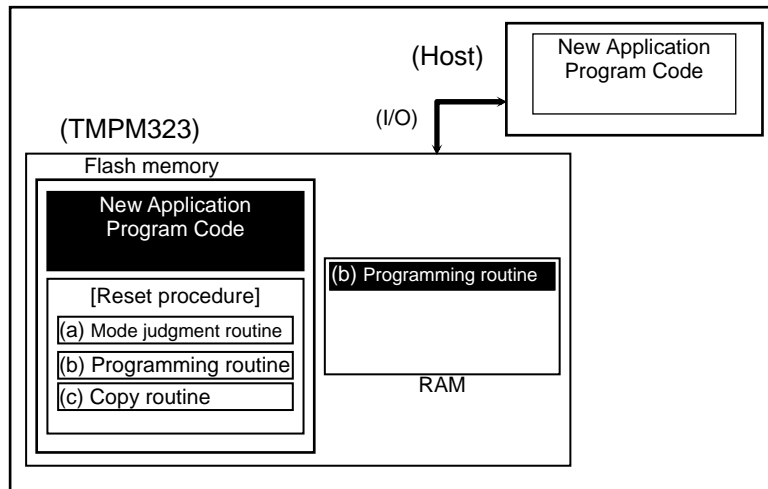 (Host)
New Application
Program Code
(I/O)
(TMPM323)
Flash memory
New Application
Program Code
[Reset procedure]
(a) Mode judgment routine
(b) Programming routine
(c) Copy routine
(b) Programming routine
RAM